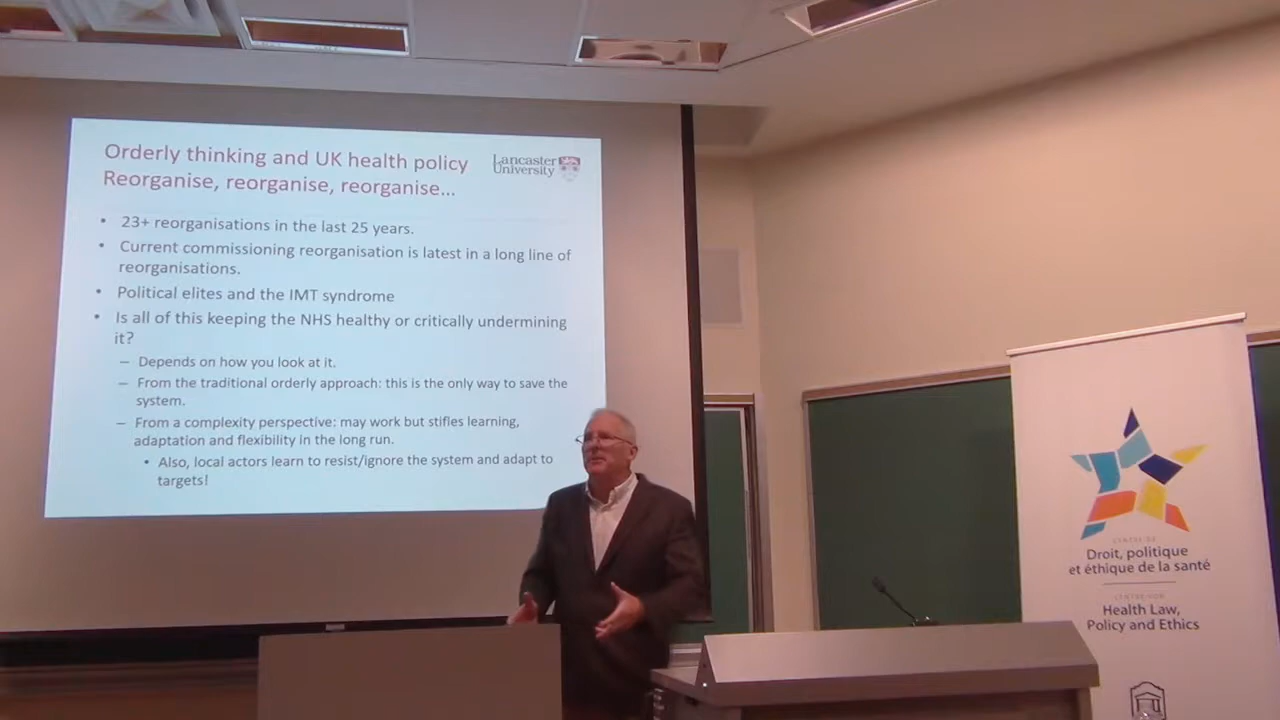 Orderly thinking and UK health policy
Reorganise, reorganise, reorganise...
Lancaster
University
• 23+ reorganisations in the last 25 years.
• Current commissioning reorganisation is latest in a long line of
reorganisations.
• Political elites and the IMT syndrome
• Is all of this keeping the NHS healthy or critically undermining
it?
– Depends on how you look at it.
– From the traditional orderly approach: this is the only way to save the
system.
– From a complexity perspective: may work but stifles learning,
adaptation and flexibility in the long run.
• Also, local actors learn to resist/ignore the system and adapt to
targets!
CENTRE DE
Droit, politique
et éthique de la santé
CENTRE FOR
Health Law,
Policy and Ethics